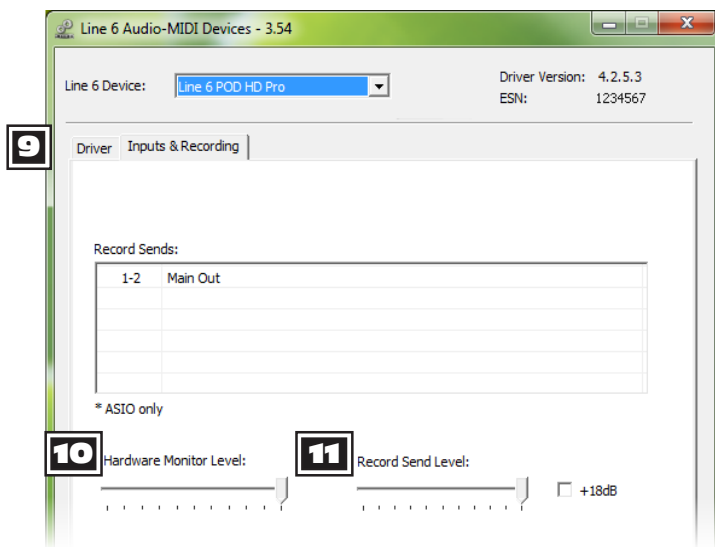 Line 6 Audio-MIDI Devices - 3.54
Line 6 Device: Line 6 POD HD Pro
Driver Version: 4.2.5.3
ESN: 1234567
9
Driver Inputs & Recording
Record Sends:
1-2 Main Out
* ASIO only
10 Hardware Monitor Level: 11 Record Send Level:
+18dB